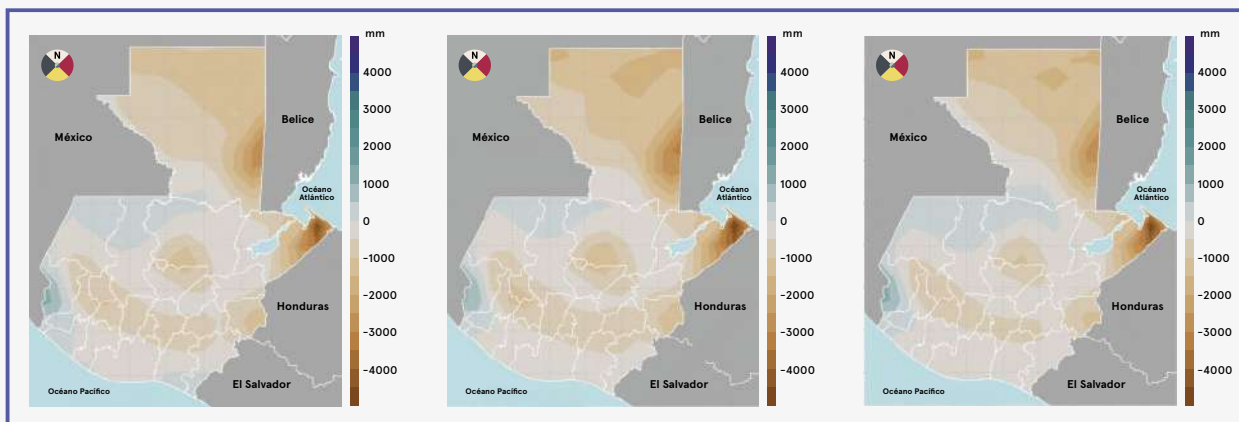 mm
N
4000
3000
2000
1000
0
-1000
-2000
-3000
-4000
México
Belice
Océano
Atlántico
Honduras
El Salvador
Océano Pacífico
mm
N
4000
3000
2000
1000
0
-1000
-2000
-3000
-4000
México
Belice
Océano
Atlántico
Honduras
El Salvador
Océano Pacífico
mm
N
4000
3000
2000
1000
0
-1000
-2000
-3000
-4000
México
Belice
Océano
Atlántico
Honduras
El Salvador
Océano Pacífico